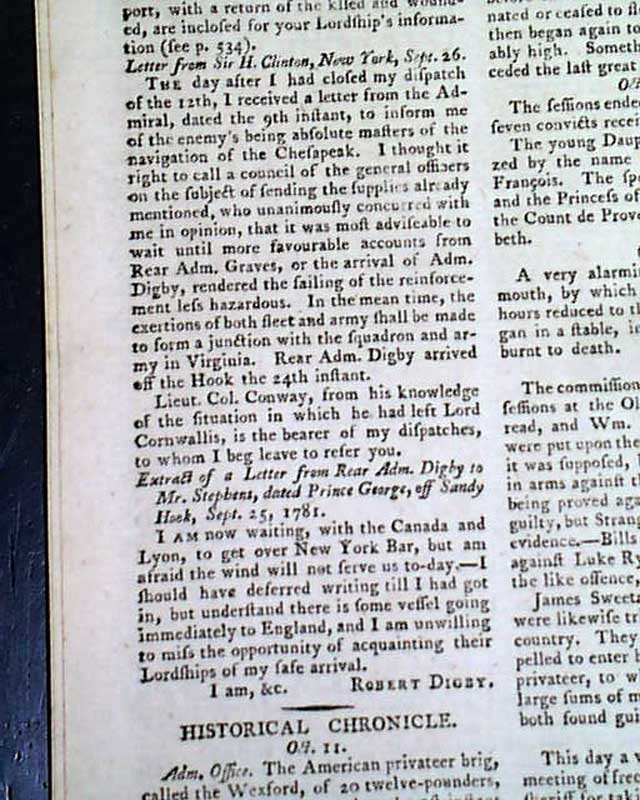 port, with a return of the killed and wound-
ed, are incloſed for your Lordſhip's informa-
tion (ſee p. 534).
Letter from Sir H. Clinton, New York, Sept. 26.
THE day after I had cloſed my diſpatch
of the 12th, I received a letter from the Ad-
miral, dated the 9th inſtant, to inform me
of the enemy's being abſolute maſters of the
navigation of the Cheſapeak. I thought it
right to call a council of the general officers
on the ſubject of ſending the ſupplies already
mentioned, who unanimouſly concurred with
me in opinion, that it was moſt adviſeable to
wait until more favourable accounts from
Rear Adm. Graves, or the arrival of Adm.
Digby, rendered the ſailing of the reinforce-
ment leſs hazardous. In the mean time, the
exertions of both fleet and army ſhall be made
to form a junction with the ſquadron and ar-
my in Virginia. Rear Adm. Digby arrived
off the Hook the 24th inſtant.
Lieut. Col. Conway, from his knowledge
of the ſituation in which he had left Lord
Cornwallis, is the bearer of my diſpatches,
to whom I beg leave to refer you.
Extract of a Letter from Rear Adm. Digby to
Mr. Stephens, dated Prince George, off Sandy
Hook, Sept. 25, 1781.
I AM now waiting, with the Canada and
Lyon, to get over New York Bar, but am
afraid the wind will not ſerve us to-day.—I
ſhould have deferred writing till I had got
in, but underſtand there is ſome veſſel going
immediately to England, and I am unwilling
to miſs the opportunity of acquainting their
Lordſhips of my ſafe arrival.
I am, &c. ROBERT DIGBY.
HISTORICAL CHRONICLE.
Oct. 11.
Adm. Office. The American privateer brig,
called the Wexford, of 20 twelve-pounders,
nated or ceaſed to
then began again to
ably high.
ceded the laſt great
The ſeſſions ende
ſeven convicts recei
The young Daup
zed by the name
François. The ſp
and the Princeſs of
the Count de Prove
beth.
A very alarmi
mouth, by which
hours reduced to t
gan in a ſtable, i
burnt to death.
The commiſſion
ſeſſions at the Ol
read, and Wm.
were put upon the
it was ſuppoſed,
in arms againſt t
being proved aga
guilty, but Strang
evidence.—Bills
againſt Luke Ry
the like offence,
James Sweet
were likewiſe tr
country. They
pelled to enter
privateer, to w
large ſums of m
both found gui
This day a
meeting of free